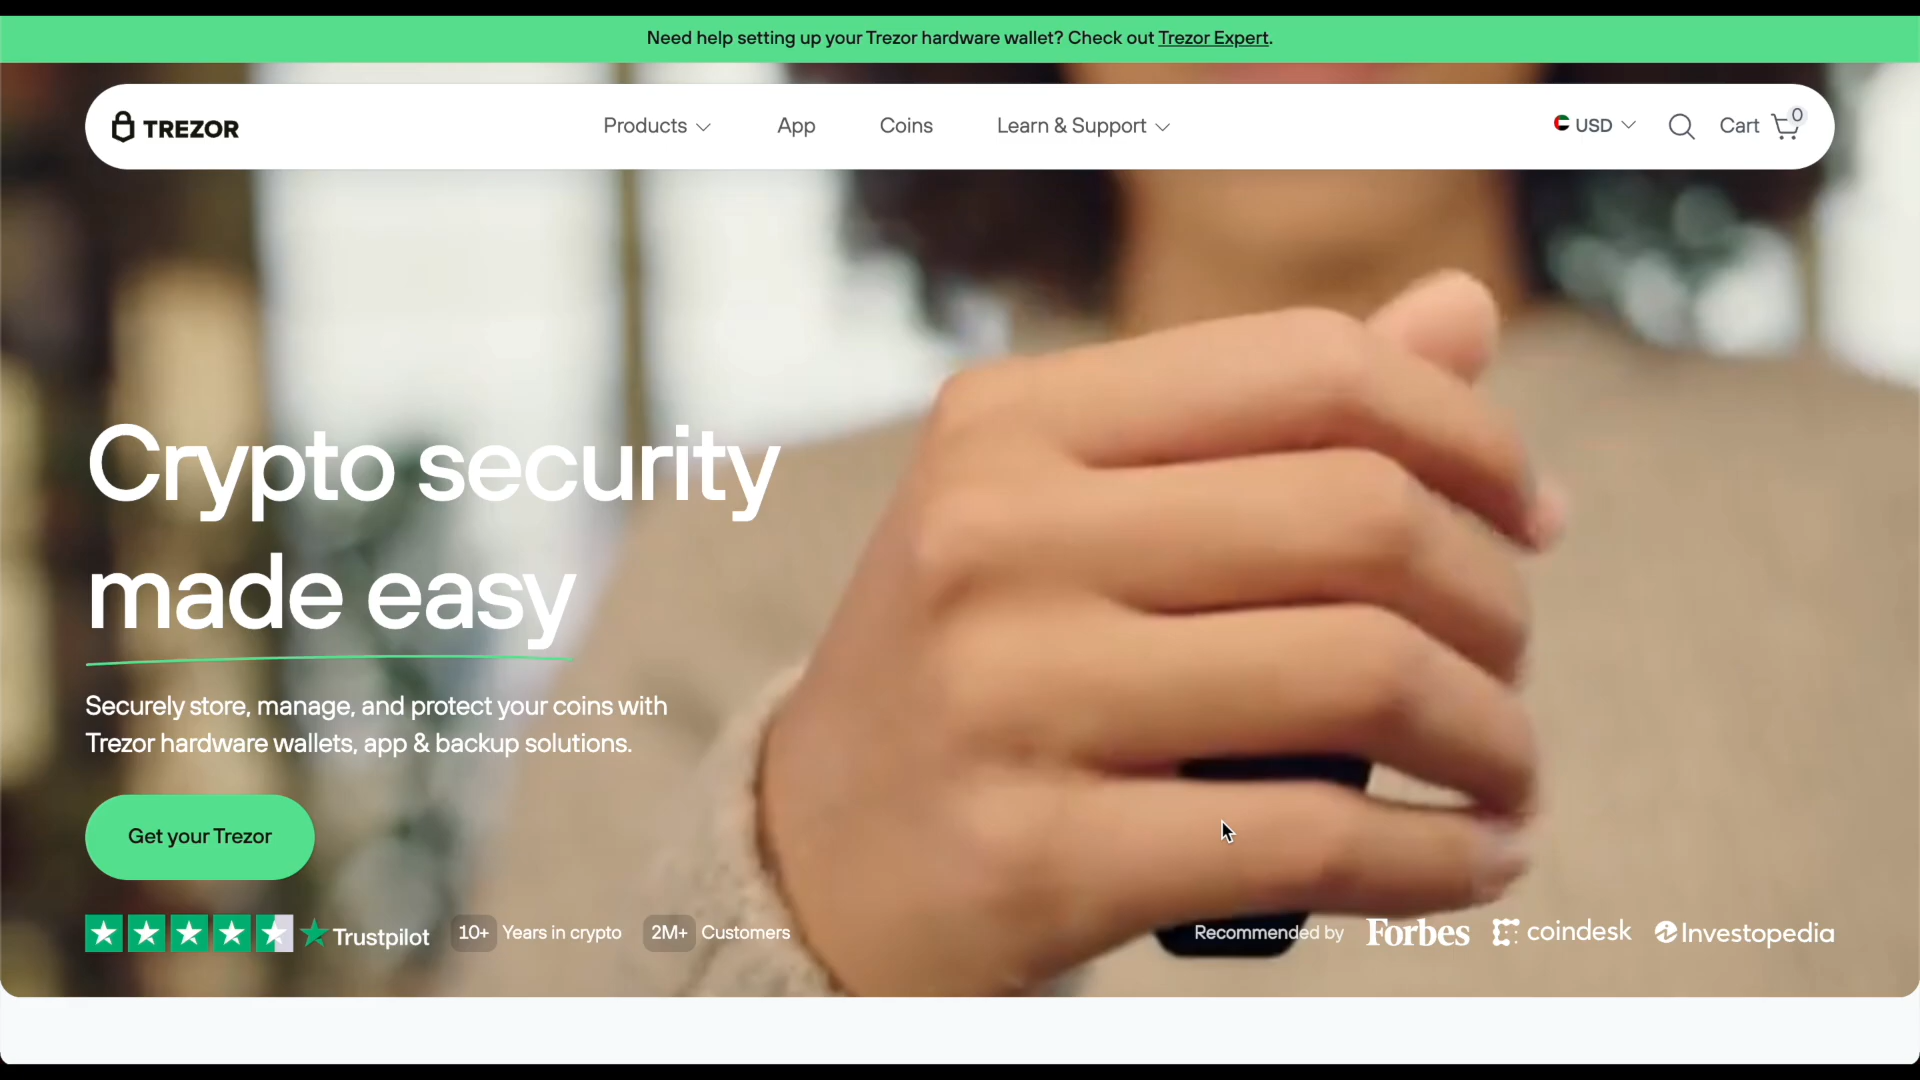 Need help setting up your Trezor hardware wallet? Check out Trezor Expert.
TREZOR
Products
App
Coins
Learn & Support
USD
Cart
0
Crypto security
made easy
Securely store, manage, and protect your coins with
Trezor hardware wallets, app & backup solutions.
Get your Trezor
Trustpilot
10+ Years in crypto
2M+ Customers
Recommended by
Forbes
coindesk
Investopedia